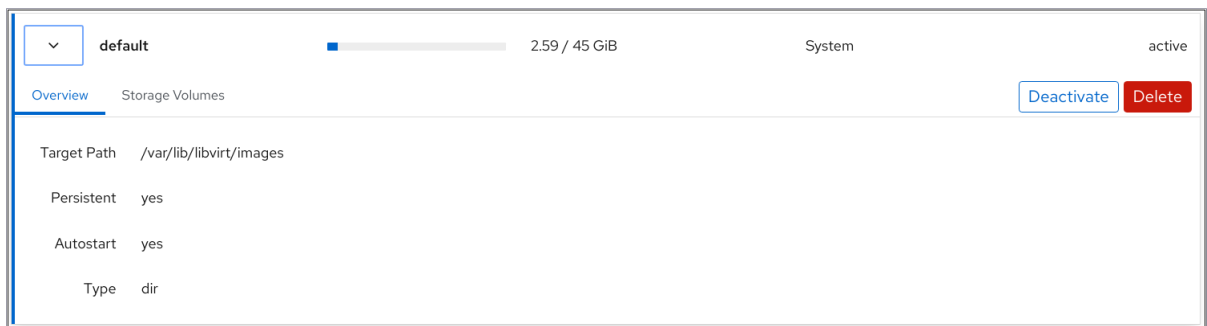 default 2.59 / 45 GiB System active
Overview Storage Volumes Deactivate Delete
Target Path /var/lib/libvirt/images
Persistent yes
Autostart yes
Type dir